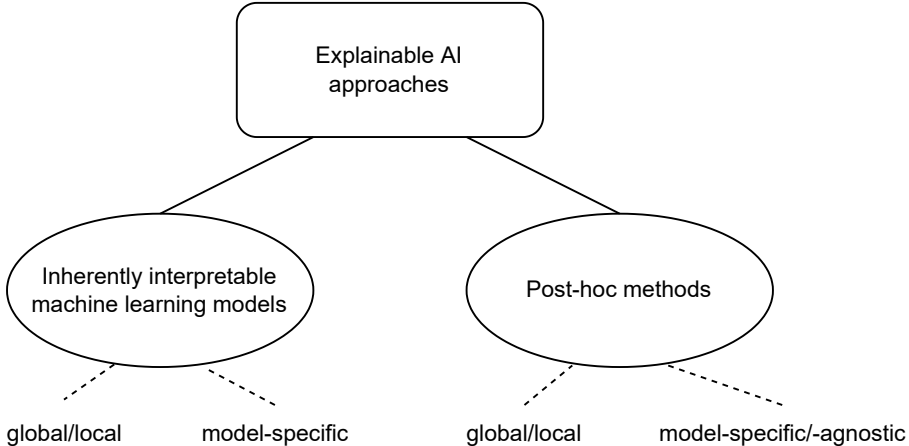 Explainable AI
approaches
Inherently interpretable
machine learning models
Post-hoc methods
global/local
model-specific
global/local
model-specific/-agnostic